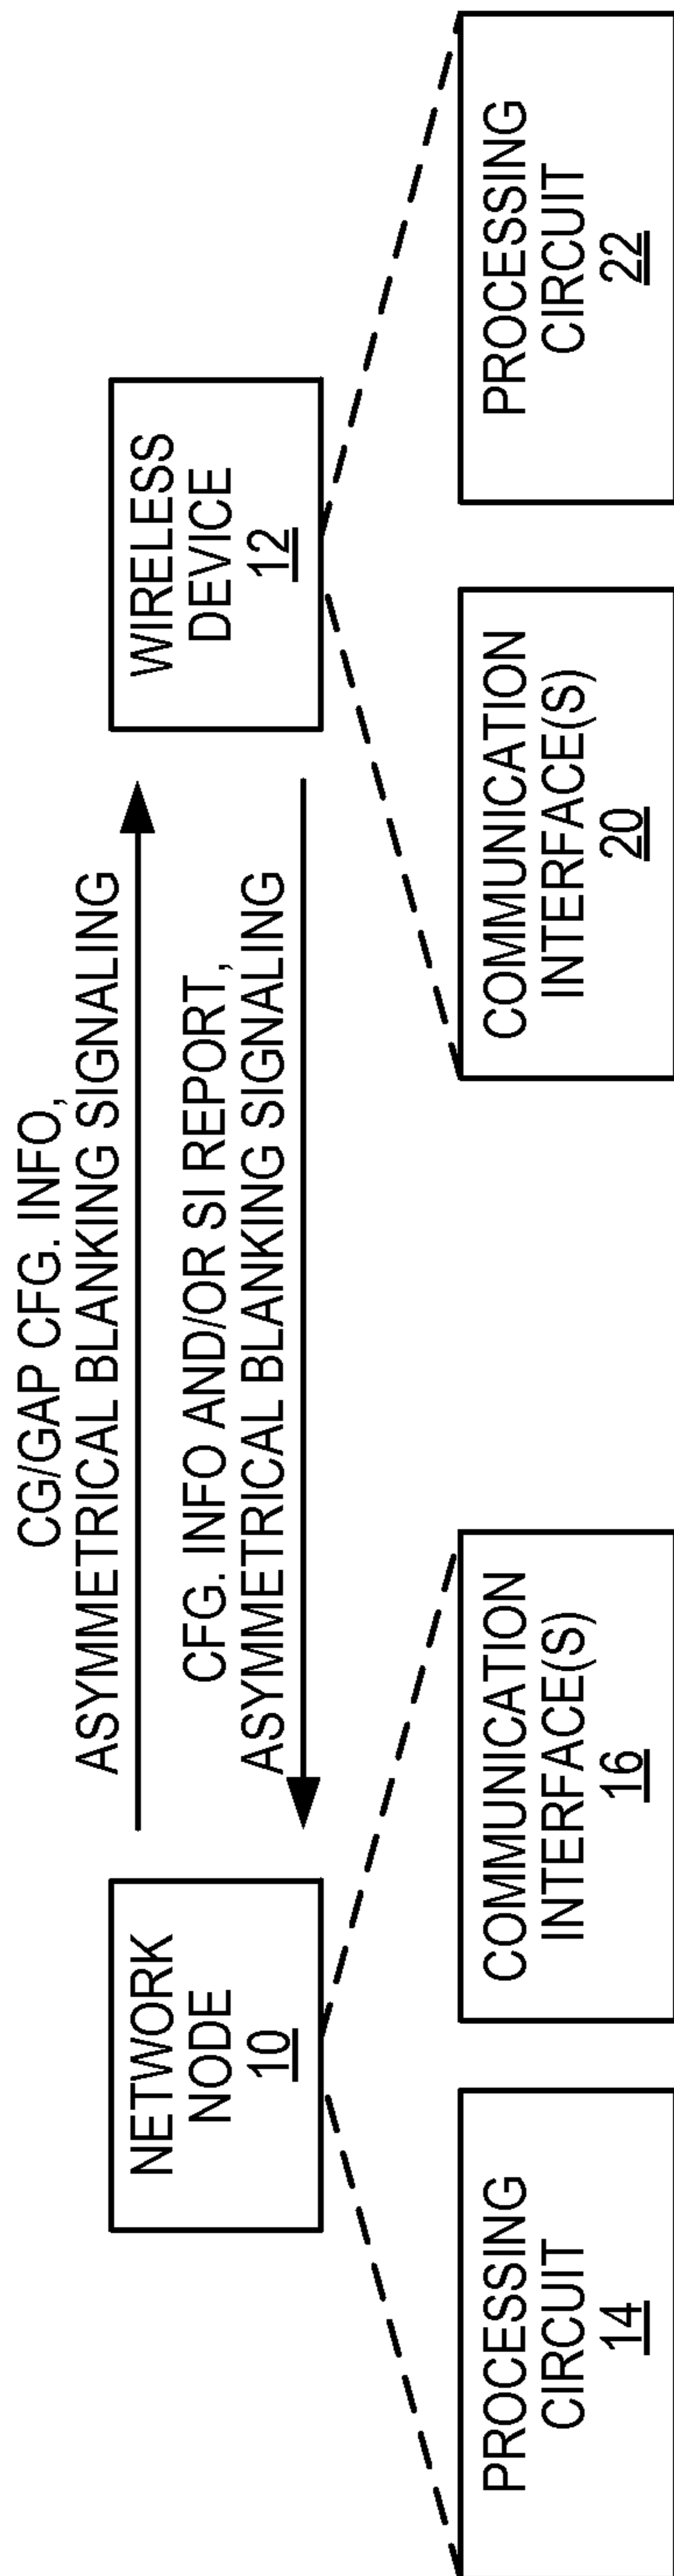 CG/GAP CFG. INFO,
ASYMMETRICAL BLANKING SIGNALING
CFG. INFO AND/OR SI REPORT,
ASYMMETRICAL BLANKING SIGNALING
NETWORK
NODE
10
WIRELESS
DEVICE
12
PROCESSING
CIRCUIT
14
COMMUNICATION
INTERFACE(S)
16
COMMUNICATION
INTERFACE(S)
20
PROCESSING
CIRCUIT
22